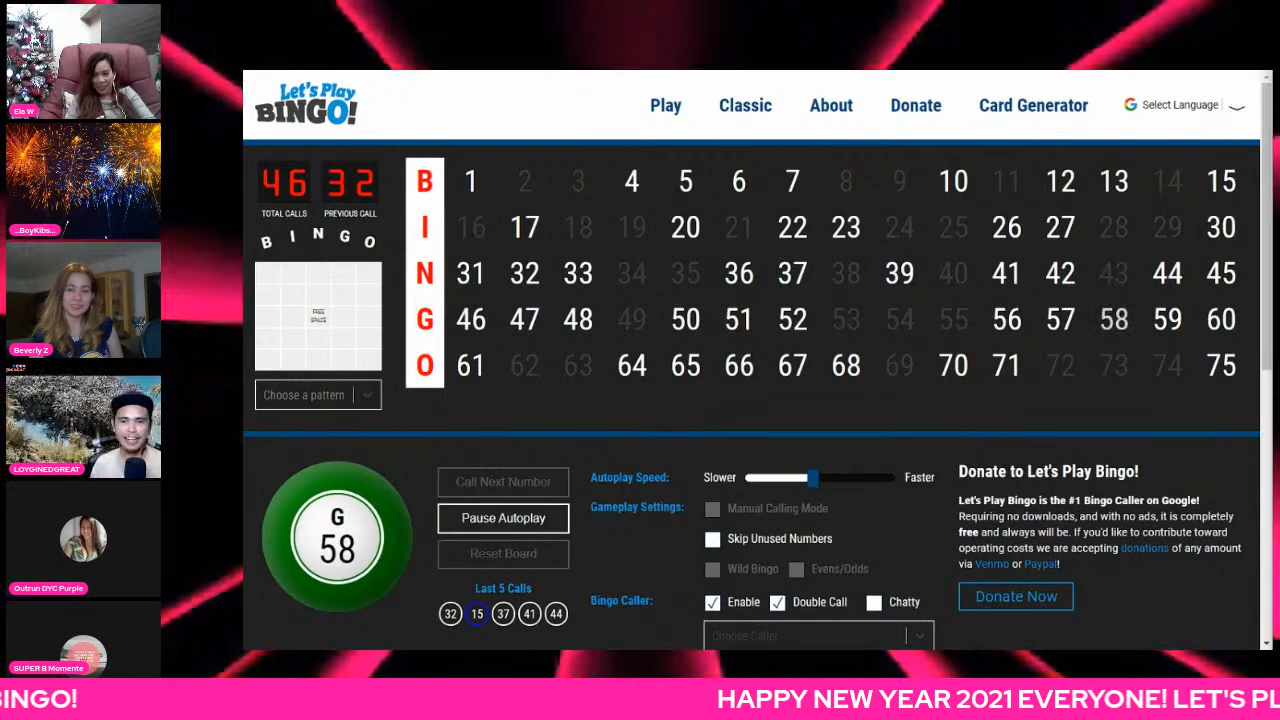 Ela W
...BoyKibs...
Beverly Z
LOYGINEDGREAT
Outrun DYC Purple
SUPER B Momente
Let's Play
BINGO!
Play Classic About Donate Card Generator Select Language
46 32
TOTAL CALLS PREVIOUS CALL
B I N G O
FREE
SPACE
Choose a pattern
B 1 2 3 4 5 6 7 8 9 10 11 12 13 14 15
I 16 17 18 19 20 21 22 23 24 25 26 27 28 29 30
N 31 32 33 34 35 36 37 38 39 40 41 42 43 44 45
G 46 47 48 49 50 51 52 53 54 55 56 57 58 59 60
O 61 62 63 64 65 66 67 68 69 70 71 72 73 74 75
G
58
Call Next Number
Pause Autoplay
Reset Board
Last 5 Calls
32 15 37 41 44
Autoplay Speed: Slower Faster
Gameplay Settings: Manual Calling Mode
Skip Unused Numbers
Wild Bingo Evens/Odds
Bingo Caller: Enable Double Call Chatty
Choose Caller
Donate to Let's Play Bingo!
Let's Play Bingo is the #1 Bingo Caller on Google!
Requiring no downloads, and with no ads, it is completely
free and always will be. If you'd like to contribute toward
operating costs we are accepting donations of any amount
via Venmo or Paypal!
Donate Now
BINGO! HAPPY NEW YEAR 2021 EVERYONE! LET'S PL